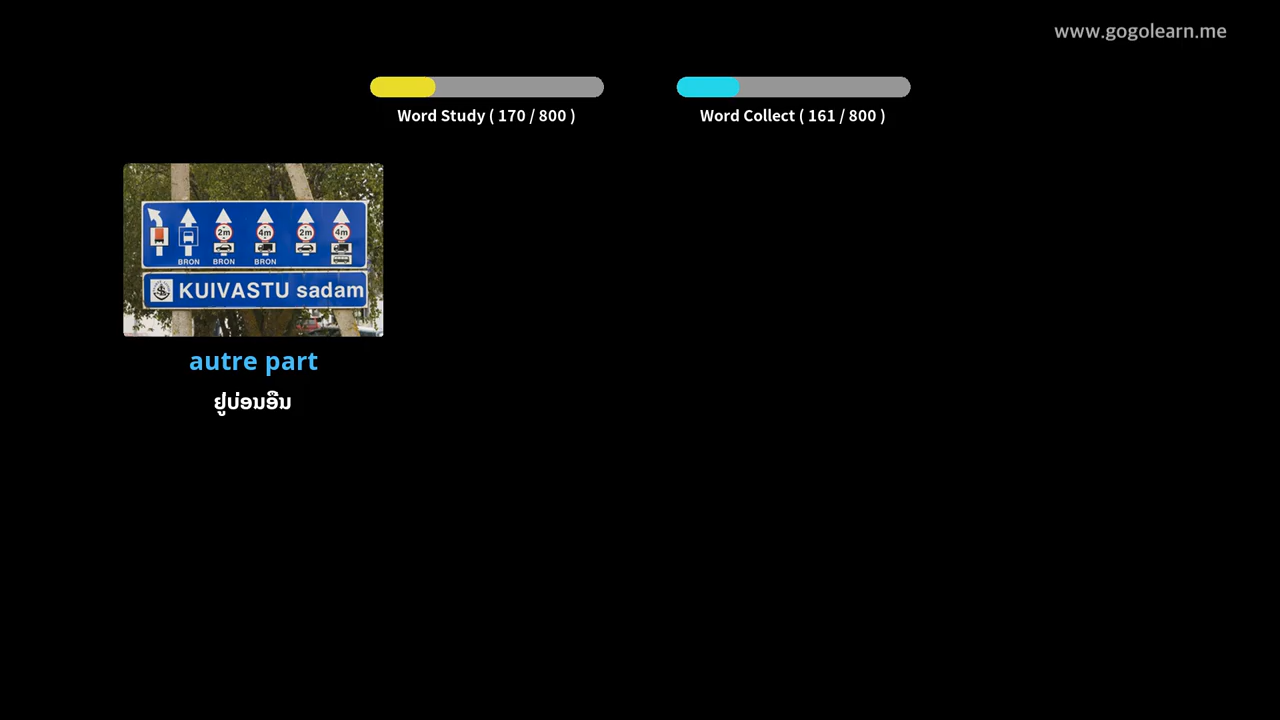 www.gogolearn.me
Word Study ( 170 / 800 )
Word Collect ( 161 / 800 )
2m 4m 2m 4m
BRON BRON BRON
KUIVASTU sadam
autre part
ຢູ່ບ່ອນອື່ນ